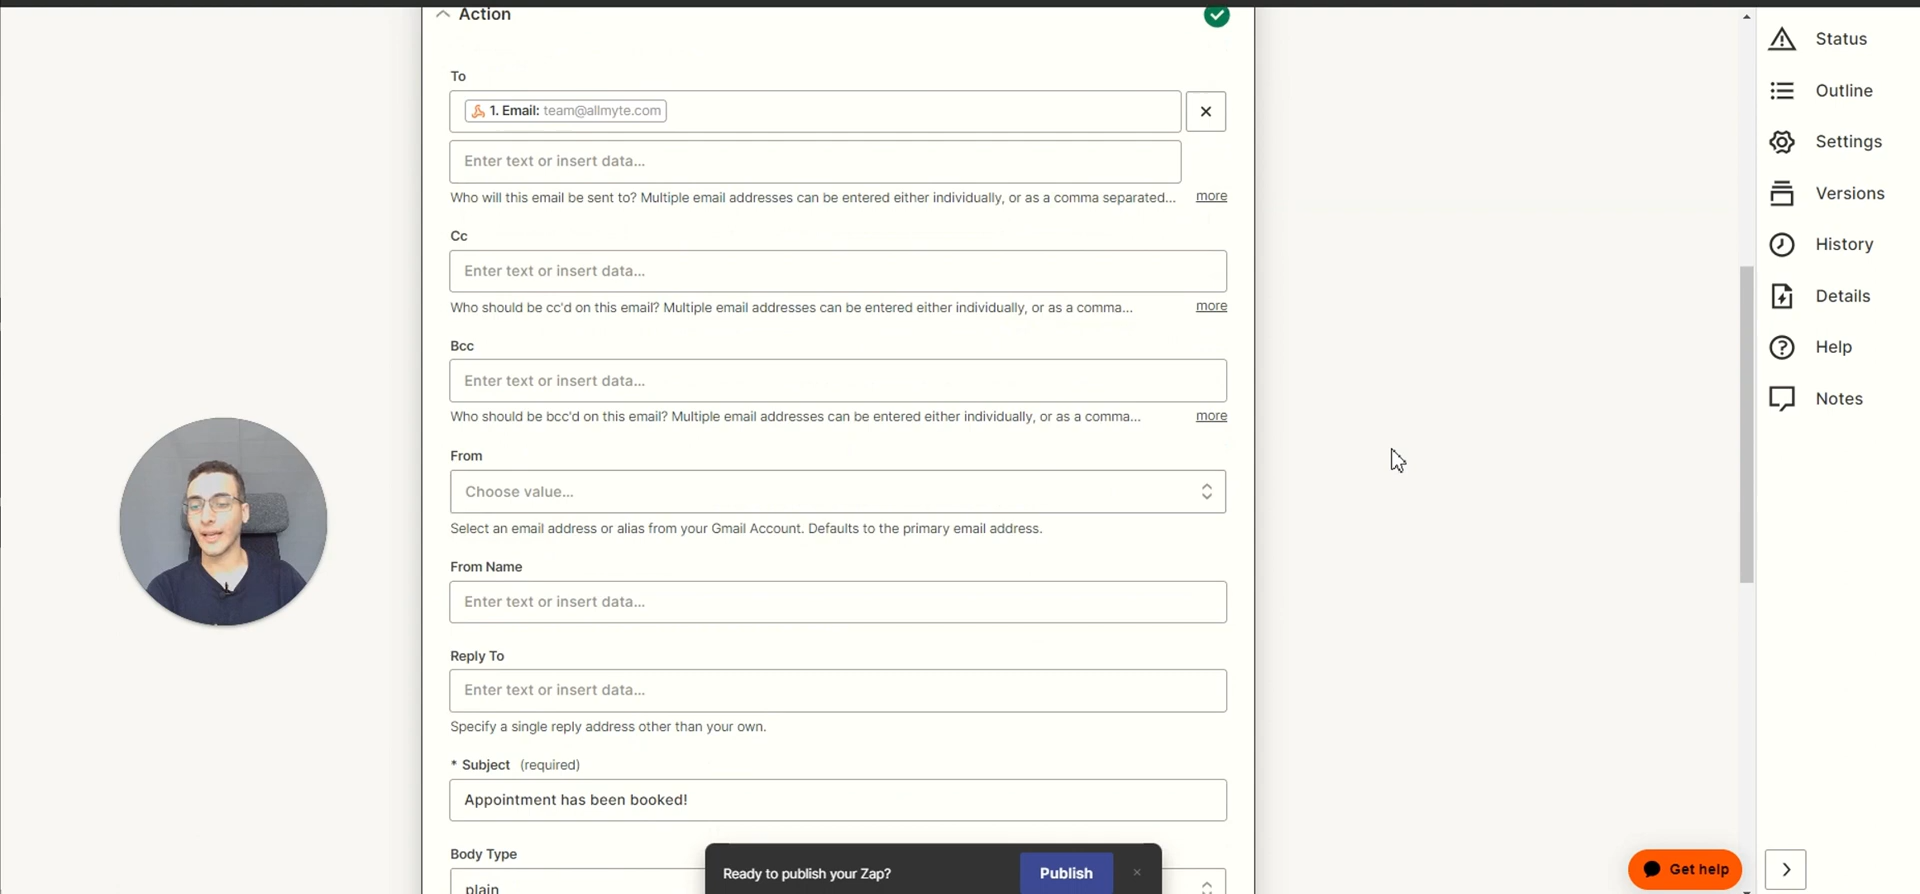 Action
To
1. Email: team@allmyte.com
Enter text or insert data...
Who will this email be sent to? Multiple email addresses can be entered either individually, or as a comma separated... more
Cc
Enter text or insert data...
Who should be cc'd on this email? Multiple email addresses can be entered either individually, or as a comma... more
Bcc
Enter text or insert data...
Who should be bcc'd on this email? Multiple email addresses can be entered either individually, or as a comma... more
From
Choose value...
Select an email address or alias from your Gmail Account. Defaults to the primary email address.
From Name
Enter text or insert data...
Reply To
Enter text or insert data...
Specify a single reply address other than your own.
* Subject (required)
Appointment has been booked!
Body Type
plain
Ready to publish your Zap? Publish
Status
Outline
Settings
Versions
History
Details
Help
Notes
Get help